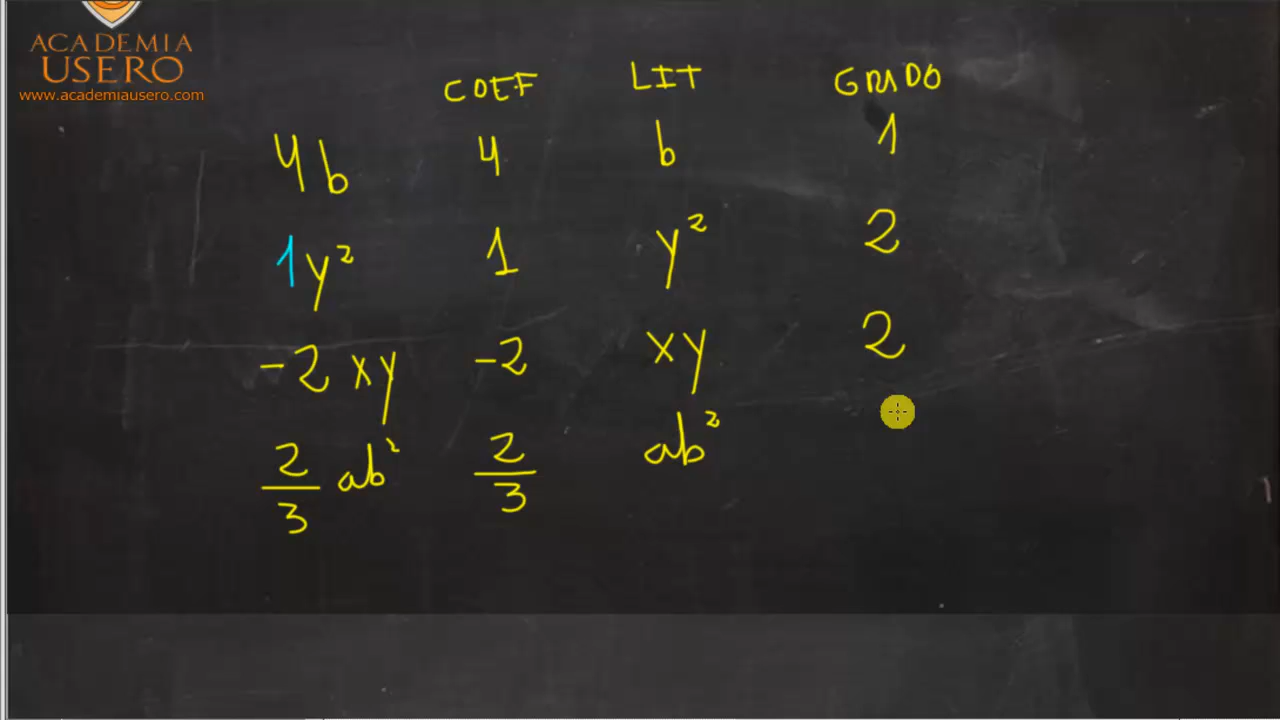 ACADEMIA
USERO
www.academiausero.com
COEF LIT GRADO
4b 4 b 1
1y² 1 y² 2
-2xy -2 xy 2
2/3 ab² 2/3 ab²